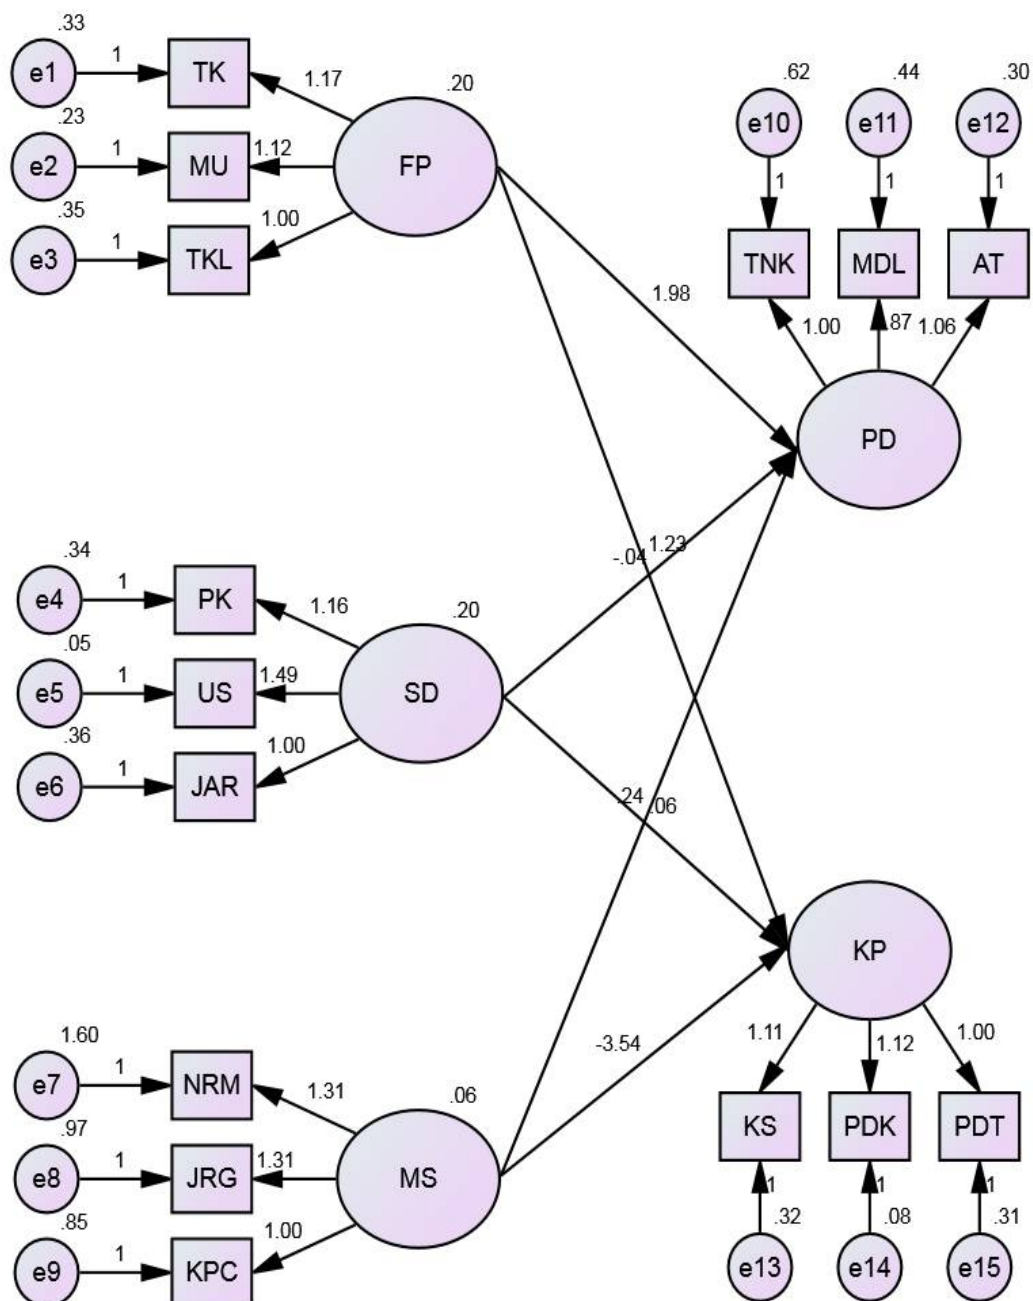 .33
e1 1 TK 1.17 .20
.23
e2 1 MU 1.12 FP
.35
e3 1 TKL 1.00
.62 .44 .30
e10 e11 e12
1 1 1
TNK MDL AT
1.00 .87 1.06
PD
1.98
-.04 1.23
.34
e4 1 PK 1.16 .20
.05
e5 1 US 1.49 SD
.36
e6 1 JAR 1.00
.24 .06
KP
-3.54
1.11 1.12 1.00
KS PDK PDT
1 1 1
.32 .08 .31
e13 e14 e15
1.60
e7 1 NRM 1.31 .06
.97
e8 1 JRG 1.31 MS
.85
e9 1 KPC 1.00